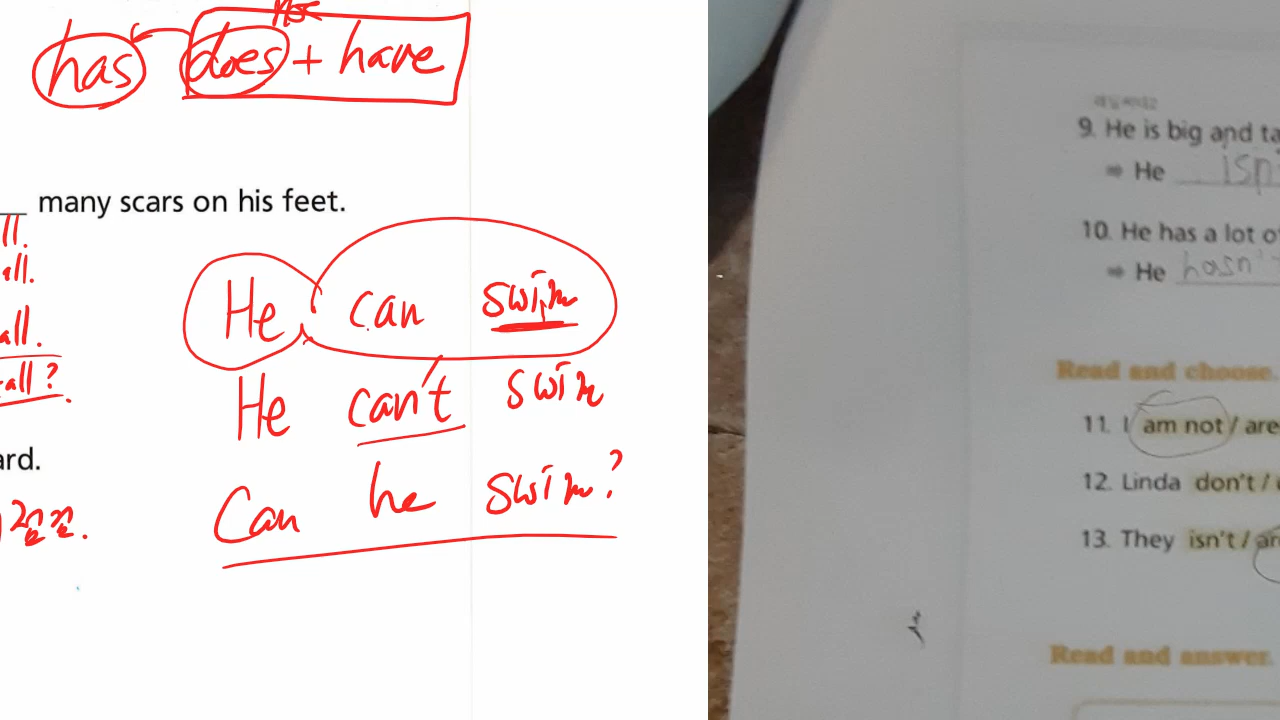 has does + have
many scars on his feet.
He can swim
He can't swim
Can he swim?
ard.
9. He is big and ta
➡ He isn'
10. He has a lot of
➡ He hasn't
Read and choose.
11. I am not / are
12. Linda don't /
13. They isn't / ar
Read and answer.